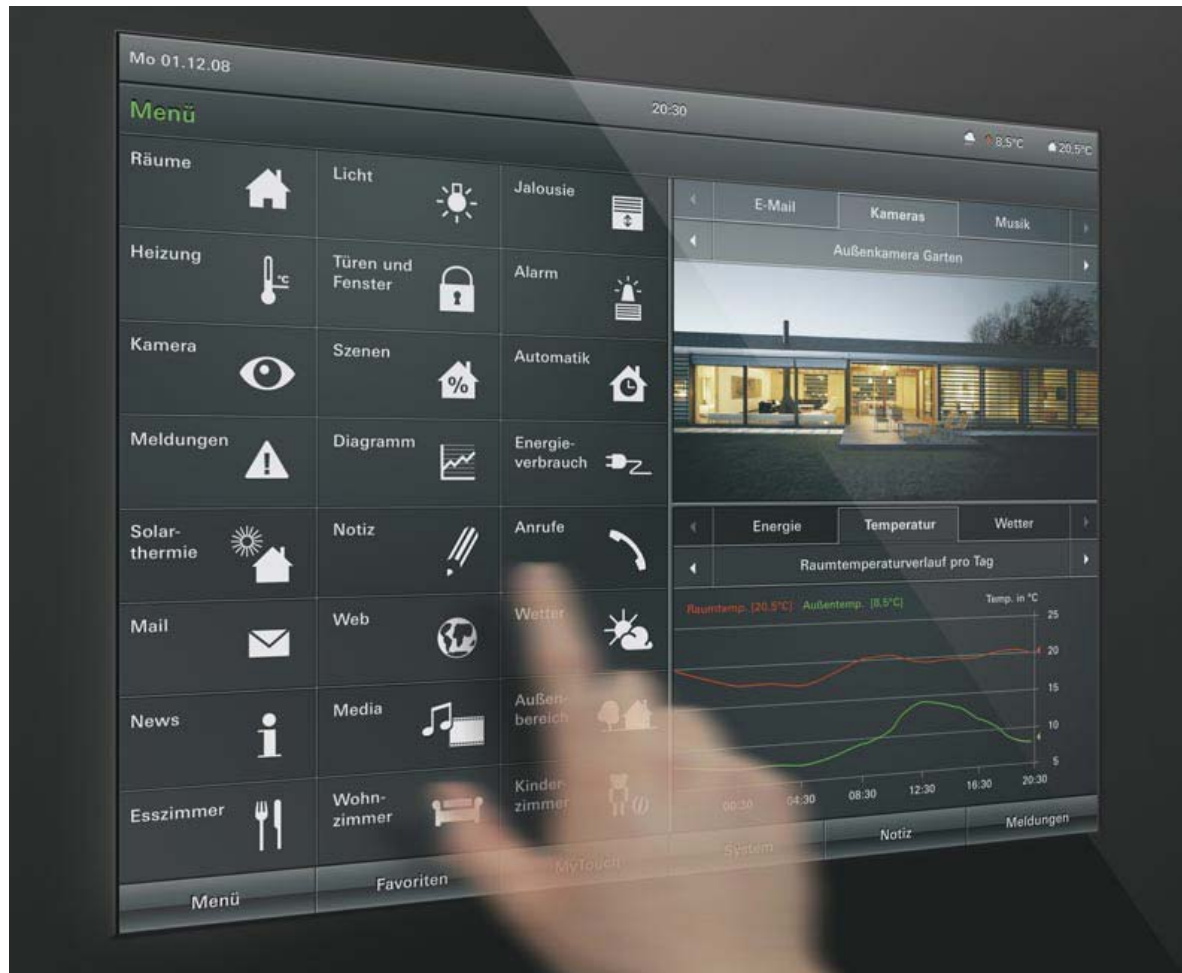 Mo 01.12.08
20:30
8,5°C
20,5°C
Menü
Räume
Licht
Jalousie
Heizung
Türen und
Fenster
Alarm
Kamera
Szenen
%
Automatik
Meldungen
Diagramm
Energie-
verbrauch
Solar-
thermie
Notiz
Anrufe
Mail
Web
Wetter
News
Media
Außen-
bereich
Esszimmer
Wohn-
zimmer
Kinder-
zimmer
E-Mail
Kameras
Musik
Außenkamera Garten
Energie
Temperatur
Wetter
Raumtemperaturverlauf pro Tag
Raumtemp. [20,5°C]
Außentemp. [8,5°C]
Temp. in °C
25
20
15
10
5
00:30
04:30
08:30
12:30
16:30
20:30
Menü
Favoriten
MyTouch
System
Notiz
Meldungen